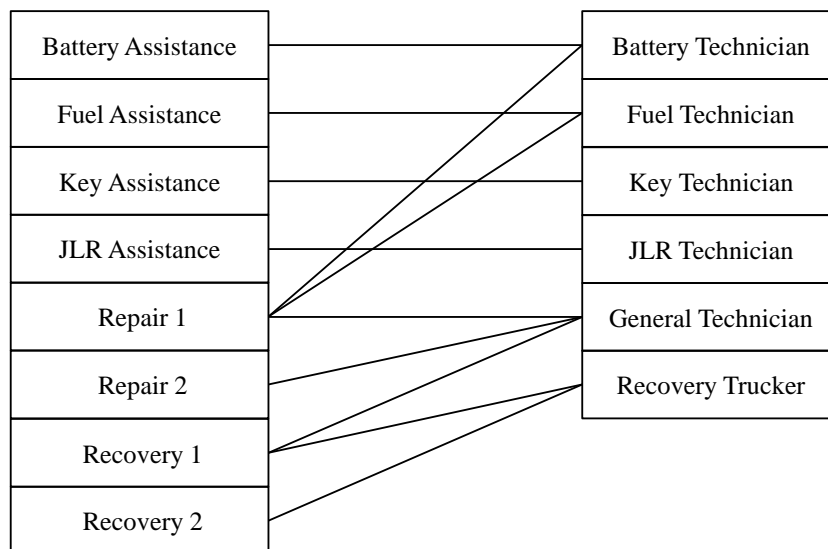 Battery Assistance
Fuel Assistance
Key Assistance
JLR Assistance
Repair 1
Repair 2
Recovery 1
Recovery 2
Battery Technician
Fuel Technician
Key Technician
JLR Technician
General Technician
Recovery Trucker